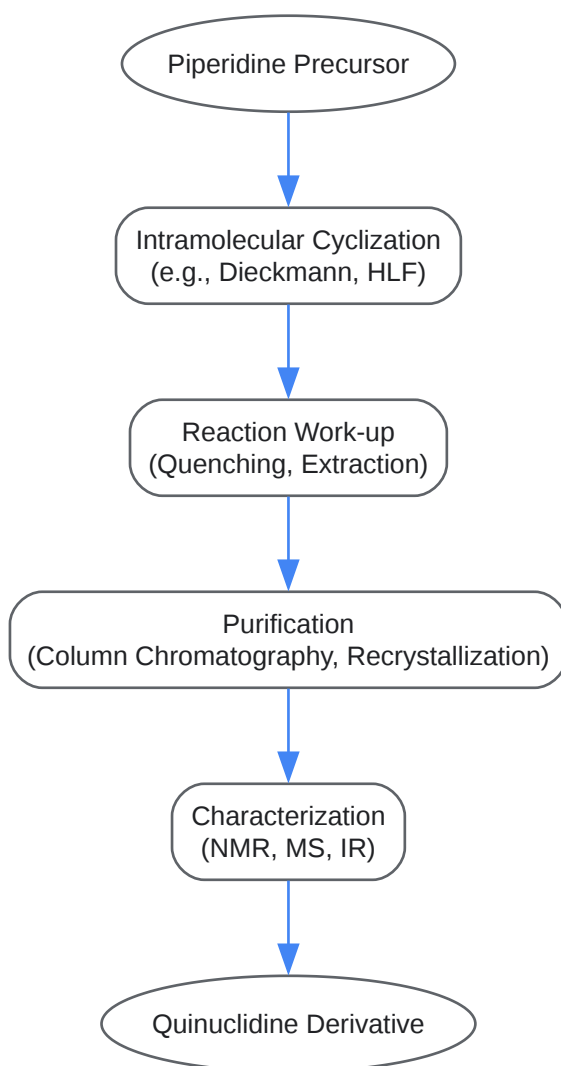 Piperidine Precursor
Intramolecular Cyclization
(e.g., Dieckmann, HLF)
Reaction Work-up
(Quenching, Extraction)
Purification
(Column Chromatography, Recrystallization)
Characterization
(NMR, MS, IR)
Quinuclidine Derivative